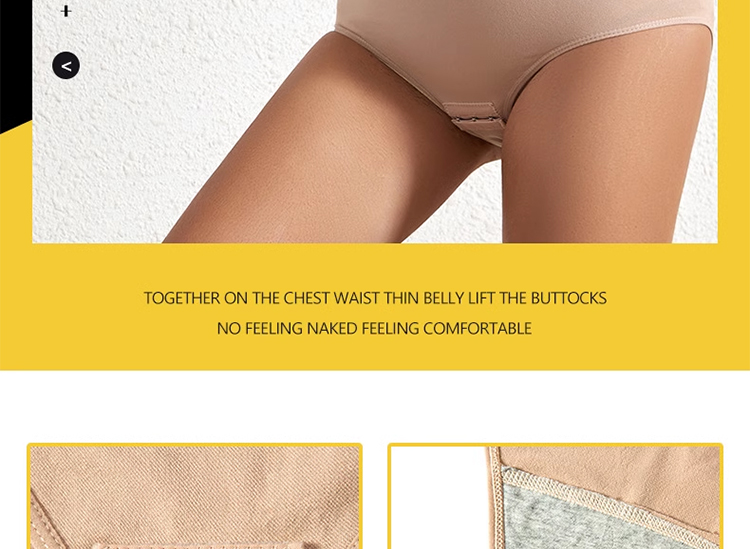 TOGETHER ON THE CHEST WAIST THIN BELLY LIFT THE BUTTOCKS
NO FEELING NAKED FEELING COMFORTABLE